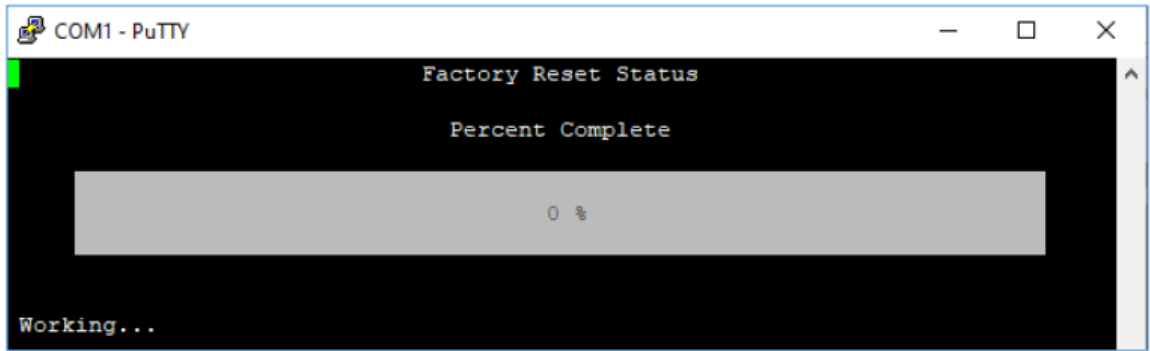 COM1 - PuTTY
Factory Reset Status
Percent Complete
0 %
Working...